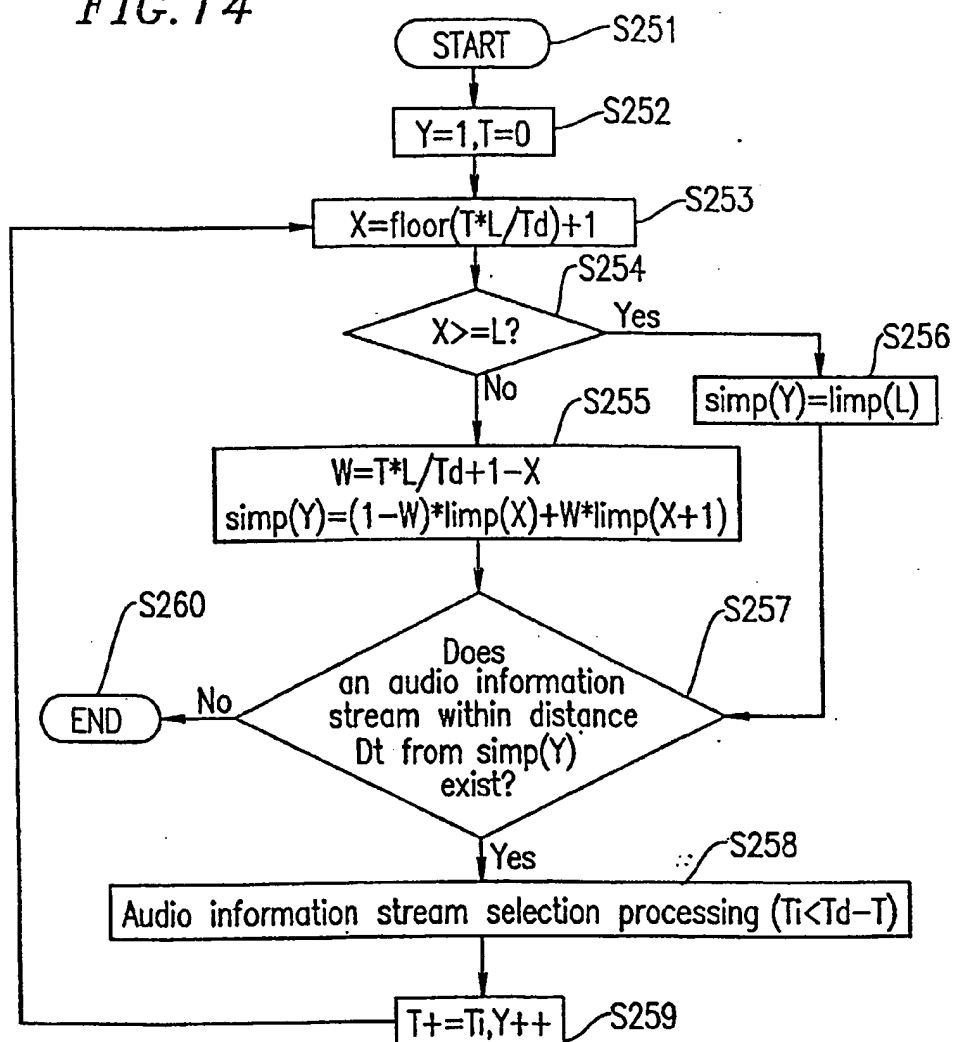 FIG. 14
START
S251
Y=1,T=0
S252
X=floor(T*L/Td)+1
S253
X>=L?
S254
Yes
No
simp(Y)=limp(L)
S256
S255
W=T*L/Td+1-X
simp(Y)=(1-W)*limp(X)+W*limp(X+1)
S257
Does
an audio information
stream within distance
Dt from simp(Y)
exist?
No
S260
END
Yes
S258
Audio information stream selection processing (Ti<Td-T)
T+=Ti,Y++
S259